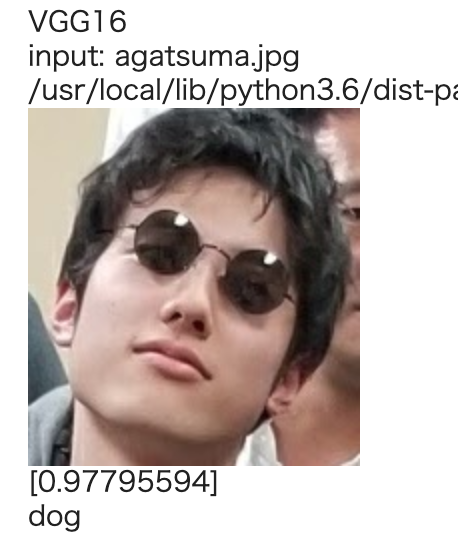 VGG16
input: agatsuma.jpg
/usr/local/lib/python3.6/dist-pa
[0.97795594]
dog